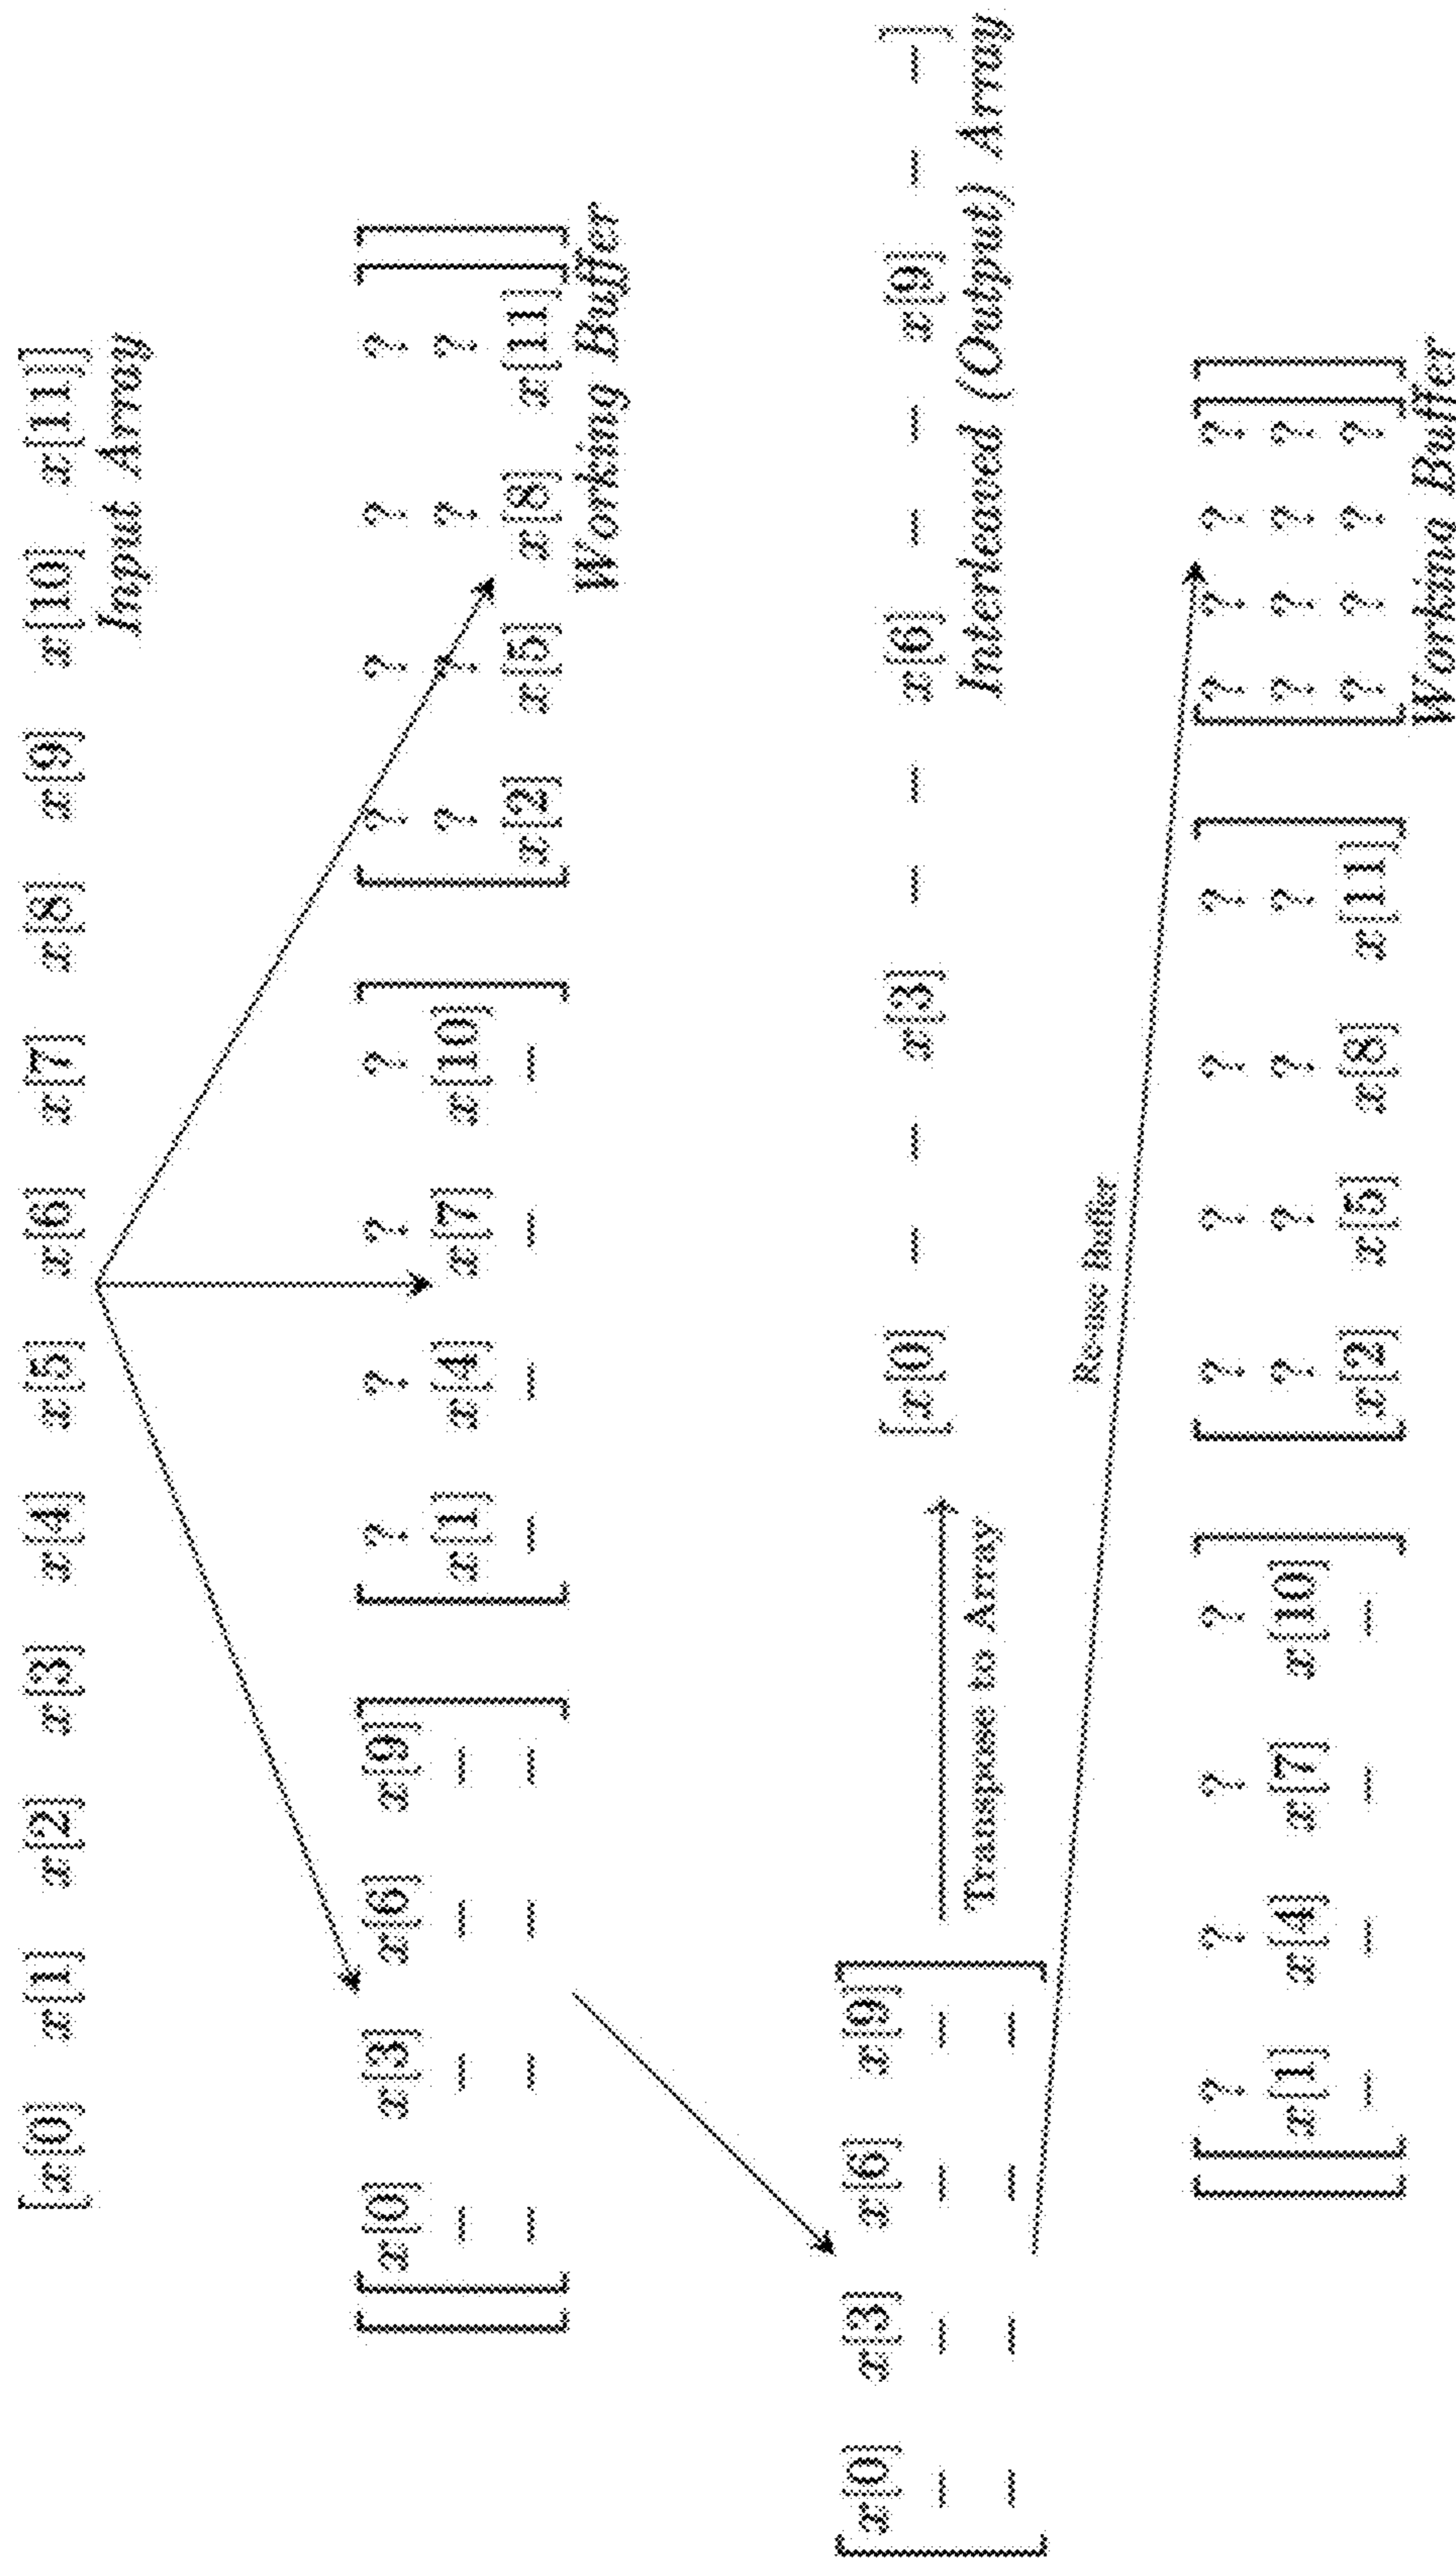 [x[0] x[1] x[2] x[3] x[4] x[5] x[6] x[7] x[8] x[9] x[10] x[11]]
Input Array
[[x[0] x[3] x[6] x[9]] [? ? ? ?] [? ? ? ?]]
[[– – – –] [x[1] x[4] x[7] x[10]] [? ? ? ?]]
[[– – – –] [– – – –] [x[2] x[5] x[8] x[11]]]
Working Buffer
[x[0] x[3] x[6] x[9]]
[– – – –]
[– – – –]
Transpose to Array
[x[0] – – x[3] – – x[6] – – x[9] – –]
Interleaved (Output) Array
Re-use Buffer
[[? ? ? ?] [? ? ? ?] [? ? ? ?]]
[[x[1] x[4] x[7] x[10]] [? ? ? ?] [? ? ? ?]]
[[– – – –] [x[2] x[5] x[8] x[11]] [? ? ? ?]]
Working Buffer